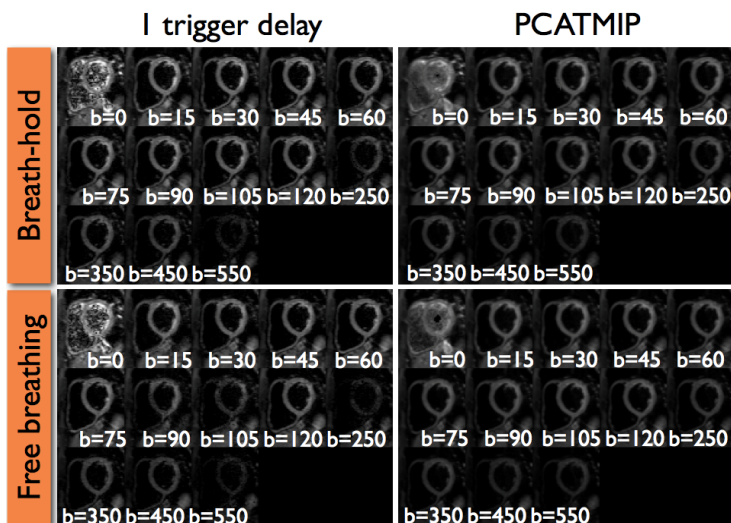 1 trigger delay PCATMIP
Breath-hold
b=0 b=15 b=30 b=45 b=60 b=0 b=15 b=30 b=45 b=60
b=75 b=90 b=105 b=120 b=250 b=75 b=90 b=105 b=120 b=250
b=350 b=450 b=550 b=350 b=450 b=550
Free breathing
b=0 b=15 b=30 b=45 b=60 b=0 b=15 b=30 b=45 b=60
b=75 b=90 b=105 b=120 b=250 b=75 b=90 b=105 b=120 b=250
b=350 b=450 b=550 b=350 b=450 b=550